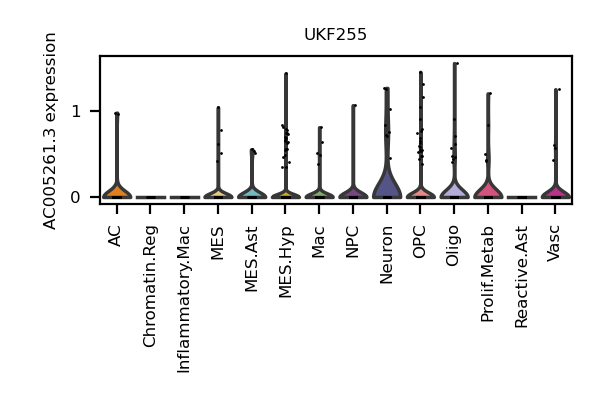 UKF255
AC005261.3 expression
1
0
AC
Chromatin.Reg
Inflammatory.Mac
MES
MES.Ast
MES.Hyp
Mac
NPC
Neuron
OPC
Oligo
Prolif.Metab
Reactive.Ast
Vasc